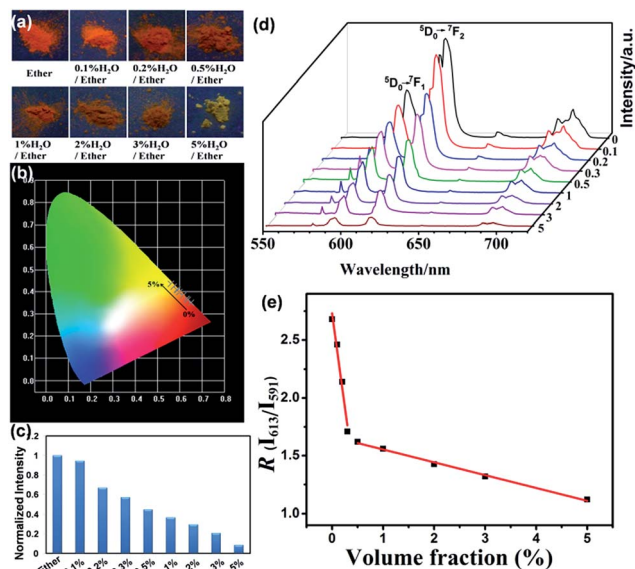 (a)
Ether
0.1%H₂O / Ether
0.2%H₂O / Ether
0.5%H₂O / Ether
1%H₂O / Ether
2%H₂O / Ether
3%H₂O / Ether
5%H₂O / Ether
(b)
0.9
0.8
0.7
0.6
0.5
0.4
0.3
0.2
0.1
0.0
5%
0%
0.0 0.1 0.2 0.3 0.4 0.5 0.6 0.7 0.8
(c)
Normalized Intensity
1.2
1
0.8
0.6
0.4
0.2
0
Ether
(d)
⁵D₀→⁷F₂
⁵D₀→⁷F₁
Intensity/a.u.
0
0.1
0.2
0.3
0.5
1
2
3
5
550 600 650 700
Wavelength/nm
(e)
R (I₆₁₃/I₅₉₁)
2.5
2.0
1.5
1.0
0 1 2 3 4 5
Volume fraction (%)